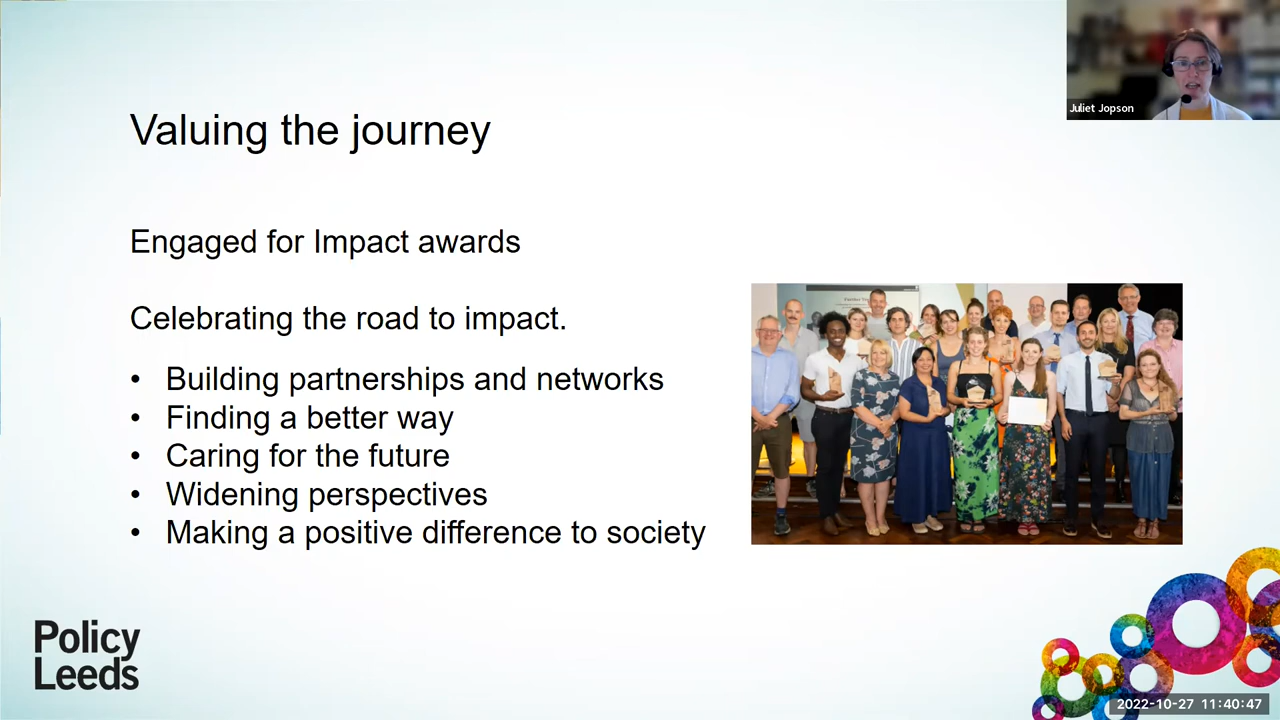 Juliet Jopson
Valuing the journey
Engaged for Impact awards
Celebrating the road to impact.
• Building partnerships and networks
• Finding a better way
• Caring for the future
• Widening perspectives
• Making a positive difference to society
Policy
Leeds
2022-10-27 11:40:47